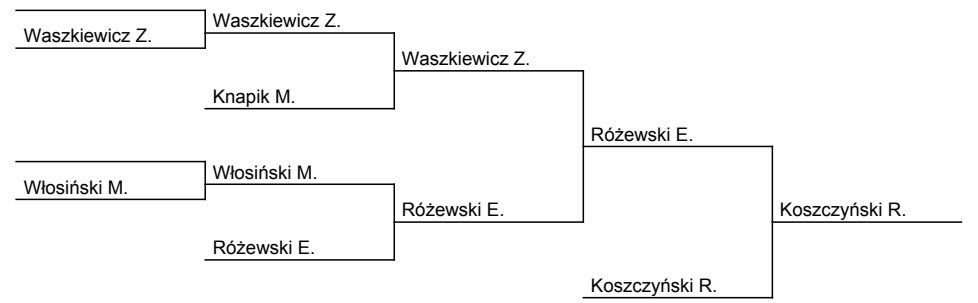 Waszkiewicz Z.
Waszkiewicz Z.
Waszkiewicz Z.
Knapik M.
Różewski E.
Włosiński M.
Włosiński M.
Różewski E.
Koszczyński R.
Różewski E.
Koszczyński R.